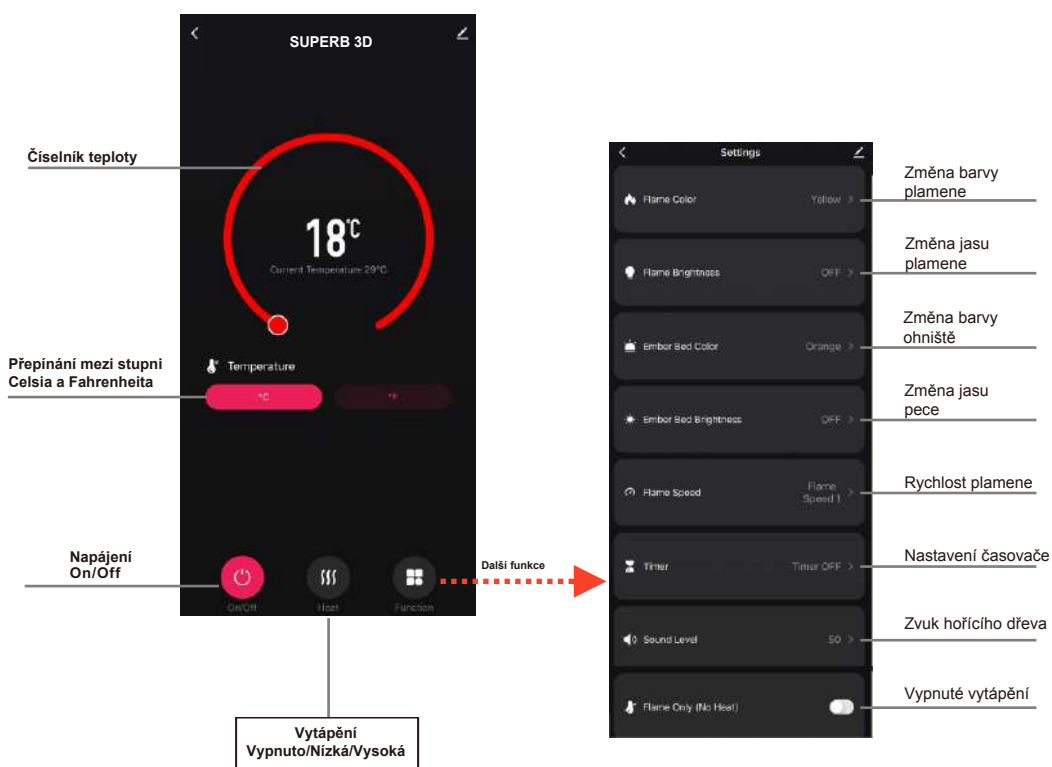 SUPERB 3D
Číselník teploty
18°C
Current Temperature 29°C
Přepínání mezi stupni
Celsia a Fahrenheita
Temperature
°C
°F
Napájení
On/Off
On/Off
Heat
Function
Další funkce
Vytápění
Vypnuto/Nízká/Vysoká
Settings
Flame Color
Yellow
Změna barvy
plamene
Flame Brightness
OFF
Změna jasu
plamene
Ember Bed Color
Orange
Změna barvy
ohniště
Ember Bed Brightness
OFF
Změna jasu
pece
Flame Speed
Flame
Speed 1
Rychlost plamene
Timer
Timer OFF
Nastavení časovače
Sound Level
50
Zvuk hořícího dřeva
Flame Only (No Heat)
Vypnuté vytápění